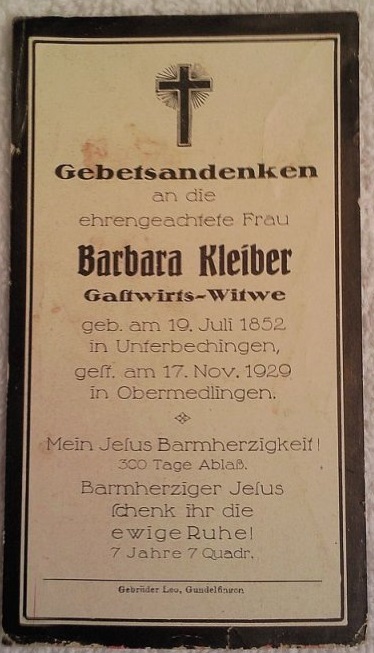 Gebetsandenken
an die
ehrengeachtete Frau
Barbara Kleiber
Gaſtwirts-Witwe
geb. am 19. Juli 1852
in Unterbechingen,
geſt. am 17. Nov. 1929
in Obermedlingen.
Mein Jeſus Barmherzigkeit!
300 Tage Ablaß.
Barmherziger Jeſus
ſchenk ihr die
ewige Ruhe!
7 Jahre 7 Quadr.
Gebrüder Leo, Gundelfingen